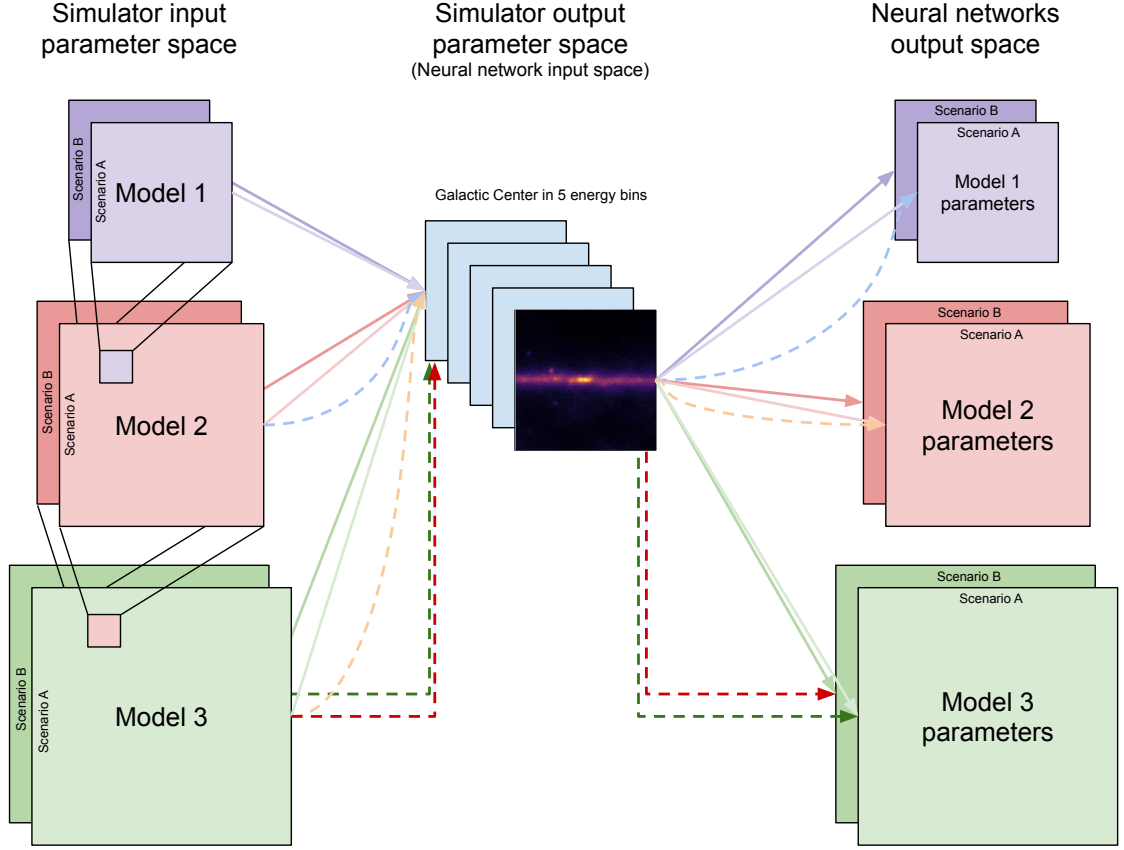 Simulator input
parameter space
Simulator output
parameter space
(Neural network input space)
Neural networks
output space
Scenario B
Scenario A
Model 1
Galactic Center in 5 energy bins
Scenario B
Scenario A
Model 1
parameters
Scenario B
Scenario A
Model 2
Scenario B
Scenario A
Model 2
parameters
Scenario B
Scenario A
Model 3
Scenario B
Scenario A
Model 3
parameters